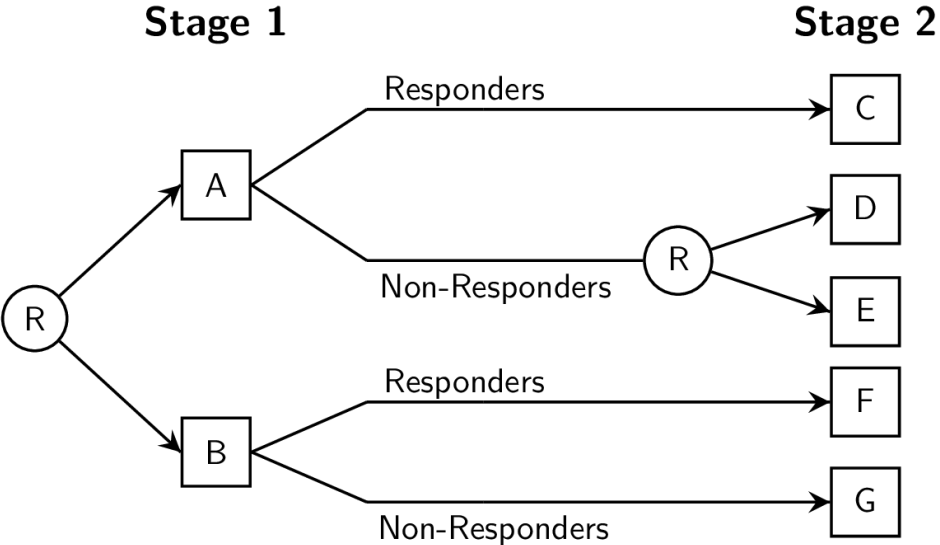 Stage 1
Stage 2
Responders
C
A
D
R
Non-Responders
E
R
Responders
F
B
G
Non-Responders